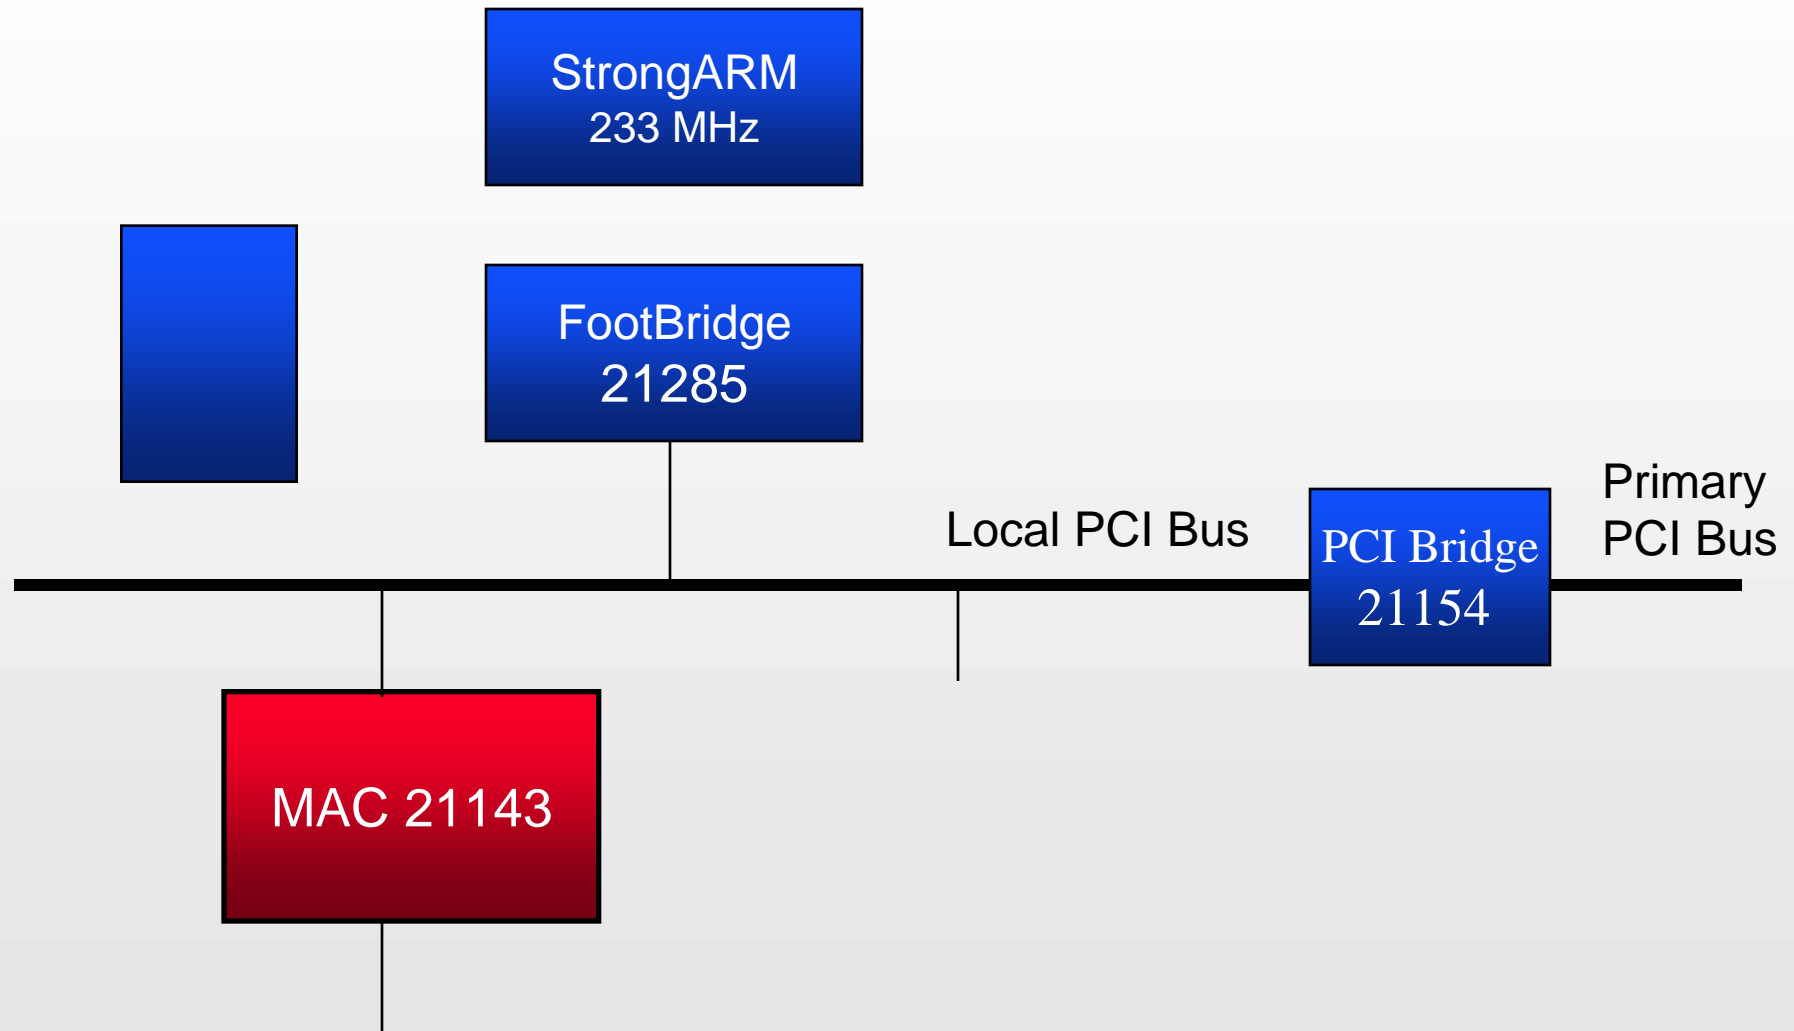 StrongARM
233 MHz
FootBridge
21285
Local PCI Bus
PCI Bridge
21154
Primary
PCI Bus
MAC 21143